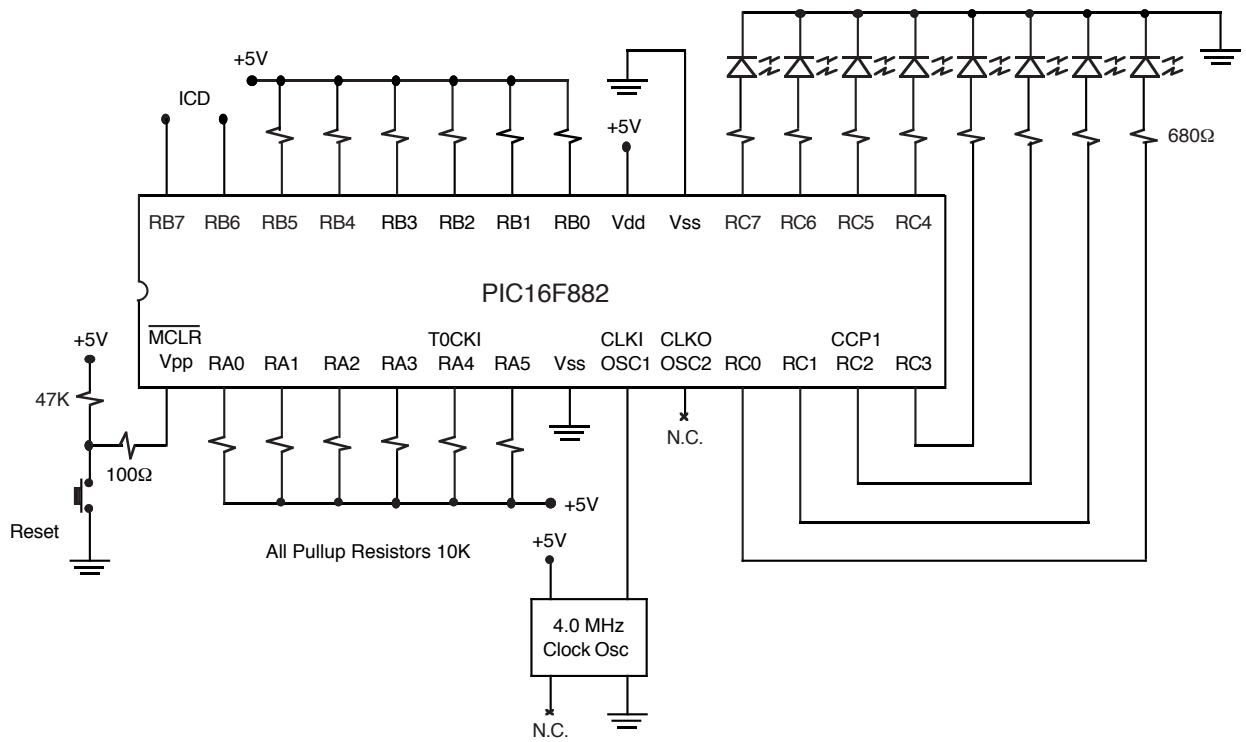 +5V
ICD
+5V
680Ω
RB7 RB6 RB5 RB4 RB3 RB2 RB1 RB0 Vdd Vss RC7 RC6 RC5 RC4
PIC16F882
MCLR T0CKI CLKI CLKO CCP1
Vpp RA0 RA1 RA2 RA3 RA4 RA5 Vss OSC1 OSC2 RC0 RC1 RC2 RC3
+5V
47K
100Ω
N.C.
Reset
+5V
All Pullup Resistors 10K
+5V
4.0 MHz
Clock Osc
N.C.